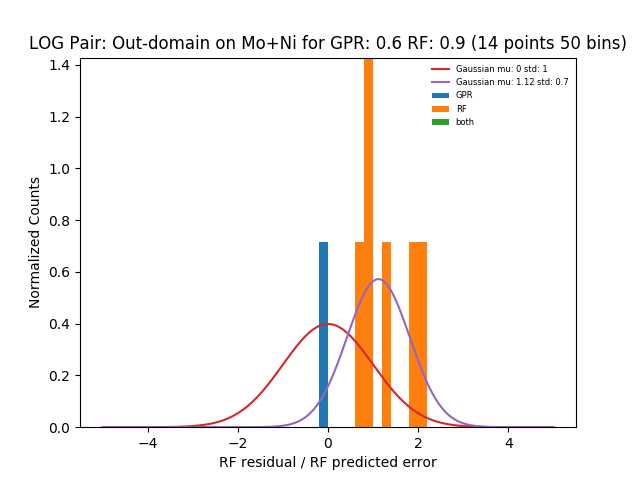 LOG Pair: Out-domain on Mo+Ni for GPR: 0.6 RF: 0.9 (14 points 50 bins)
Gaussian mu: 0 std: 1
Gaussian mu: 1.12 std: 0.7
GPR
RF
both
Normalized Counts
1.4
1.2
1.0
0.8
0.6
0.4
0.2
0.0
−4
−2
0
2
4
RF residual / RF predicted error